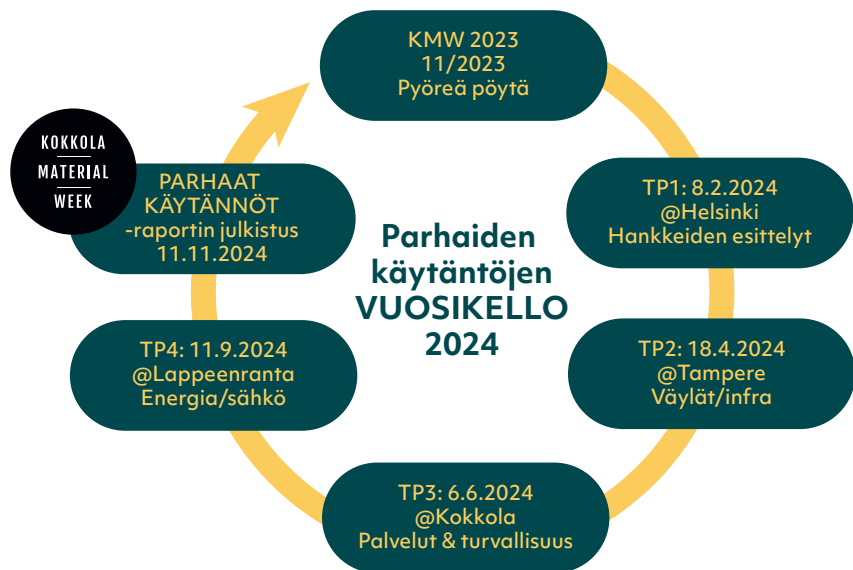 KMW 2023
11/2023
Pyöreä pöytä
TP1: 8.2.2024
@Helsinki
Hankkeiden esittelyt
TP2: 18.4.2024
@Tampere
Väylät/infra
TP3: 6.6.2024
@Kokkola
Palvelut & turvallisuus
TP4: 11.9.2024
@Lappeenranta
Energia/sähkö
KOKKOLA
MATERIAL
WEEK
PARHAAT
KÄYTÄNNÖT
-raportin julkistus
11.11.2024
Parhaiden
käytäntöjen
VUOSIKELLO
2024